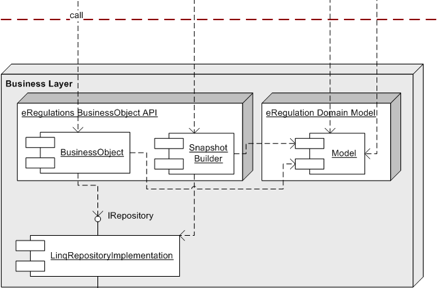 call
Business Layer
eRegulations BusinessObject API
eRegulation Domain Model
BusinessObject
Snapshot
Builder
Model
IRepository
LinqRepositoryImplementation